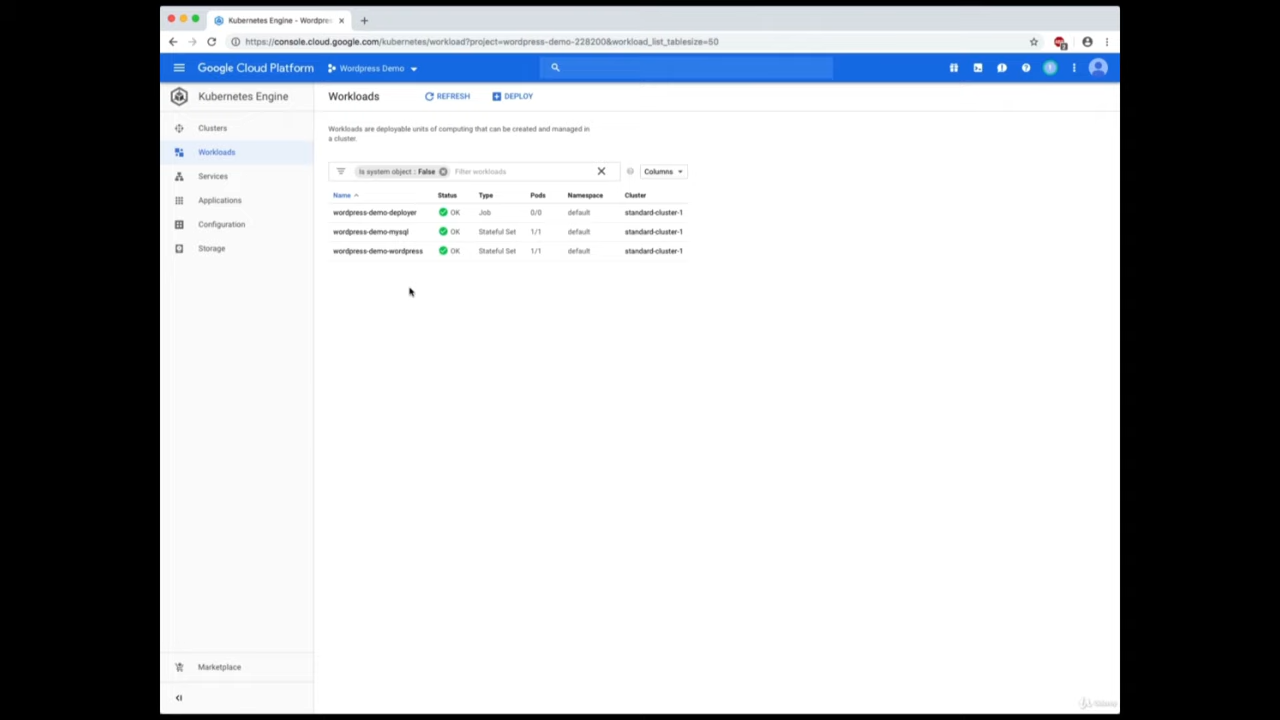 Kubernetes Engine - Wordpres
https://console.cloud.google.com/kubernetes/workload?project=wordpress-demo-228200&workload_list_tablesize=50
Google Cloud Platform Wordpress Demo
Kubernetes Engine
Workloads REFRESH DEPLOY
Clusters
Workloads
Services
Applications
Configuration
Storage
Workloads are deployable units of computing that can be created and managed in
a cluster.
Is system object : False Filter workloads Columns
Name Status Type Pods Namespace Cluster
wordpress-demo-deployer OK Job 0/0 default standard-cluster-1
wordpress-demo-mysql OK Stateful Set 1/1 default standard-cluster-1
wordpress-demo-wordpress OK Stateful Set 1/1 default standard-cluster-1
Marketplace